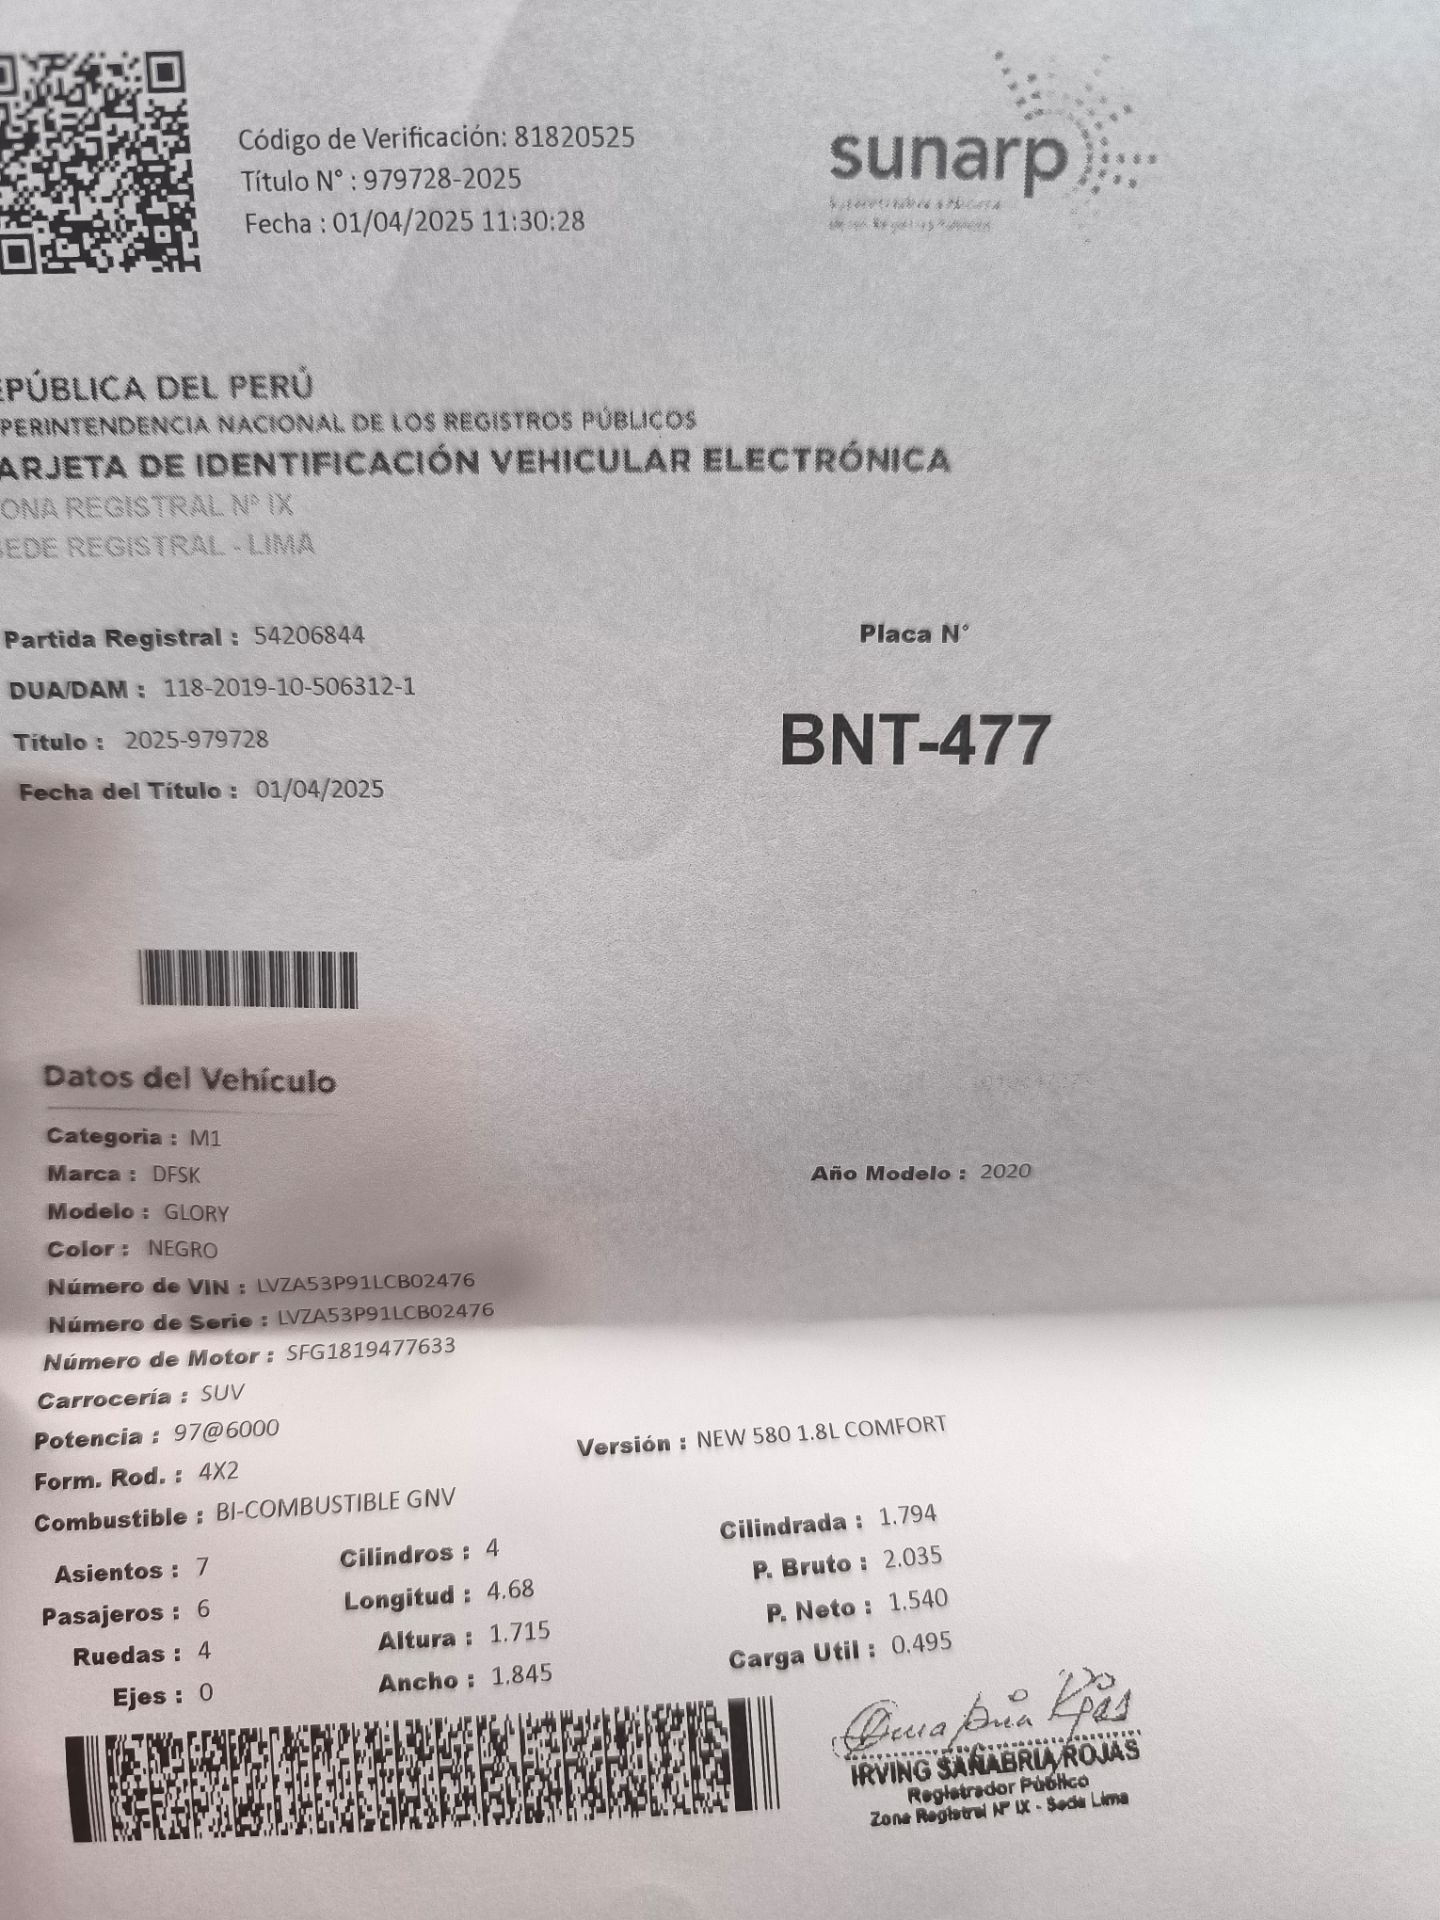 Código de Verificación: 81820525
Título N° : 979728-2025
Fecha : 01/04/2025 11:30:28
sunarp
EPÚBLICA DEL PERÚ
PERINTENDENCIA NACIONAL DE LOS REGISTROS PÚBLICOS
ARJETA DE IDENTIFICACIÓN VEHICULAR ELECTRÓNICA
ONA REGISTRAL N° IX
SEDE REGISTRAL - LIMA
Partida Registral : 54206844
Placa N°
DUA/DAM : 118-2019-10-506312-1
BNT-477
Título : 2025-979728
Fecha del Título : 01/04/2025
Datos del Vehículo
Categoria : M1
Marca : DFSK
Año Modelo : 2020
Modelo : GLORY
Color : NEGRO
Número de VIN : LVZA53P91LCB02476
Número de Serie : LVZA53P91LCB02476
Número de Motor : SFG1819477633
Carrocería : SUV
Potencia : 97@6000
Versión : NEW 580 1.8L COMFORT
Form. Rod. : 4X2
Combustible : BI-COMBUSTIBLE GNV
Asientos : 7 Cilindros : 4 Cilindrada : 1.794
Pasajeros : 6 Longitud : 4.68 P. Bruto : 2.035
Ruedas : 4 Altura : 1.715 P. Neto : 1.540
Ejes : 0 Ancho : 1.845 Carga Util : 0.495
IRVING SAÑABRIA ROJAS
Registrador Público
Zona Registral N° IX - Sede Lima